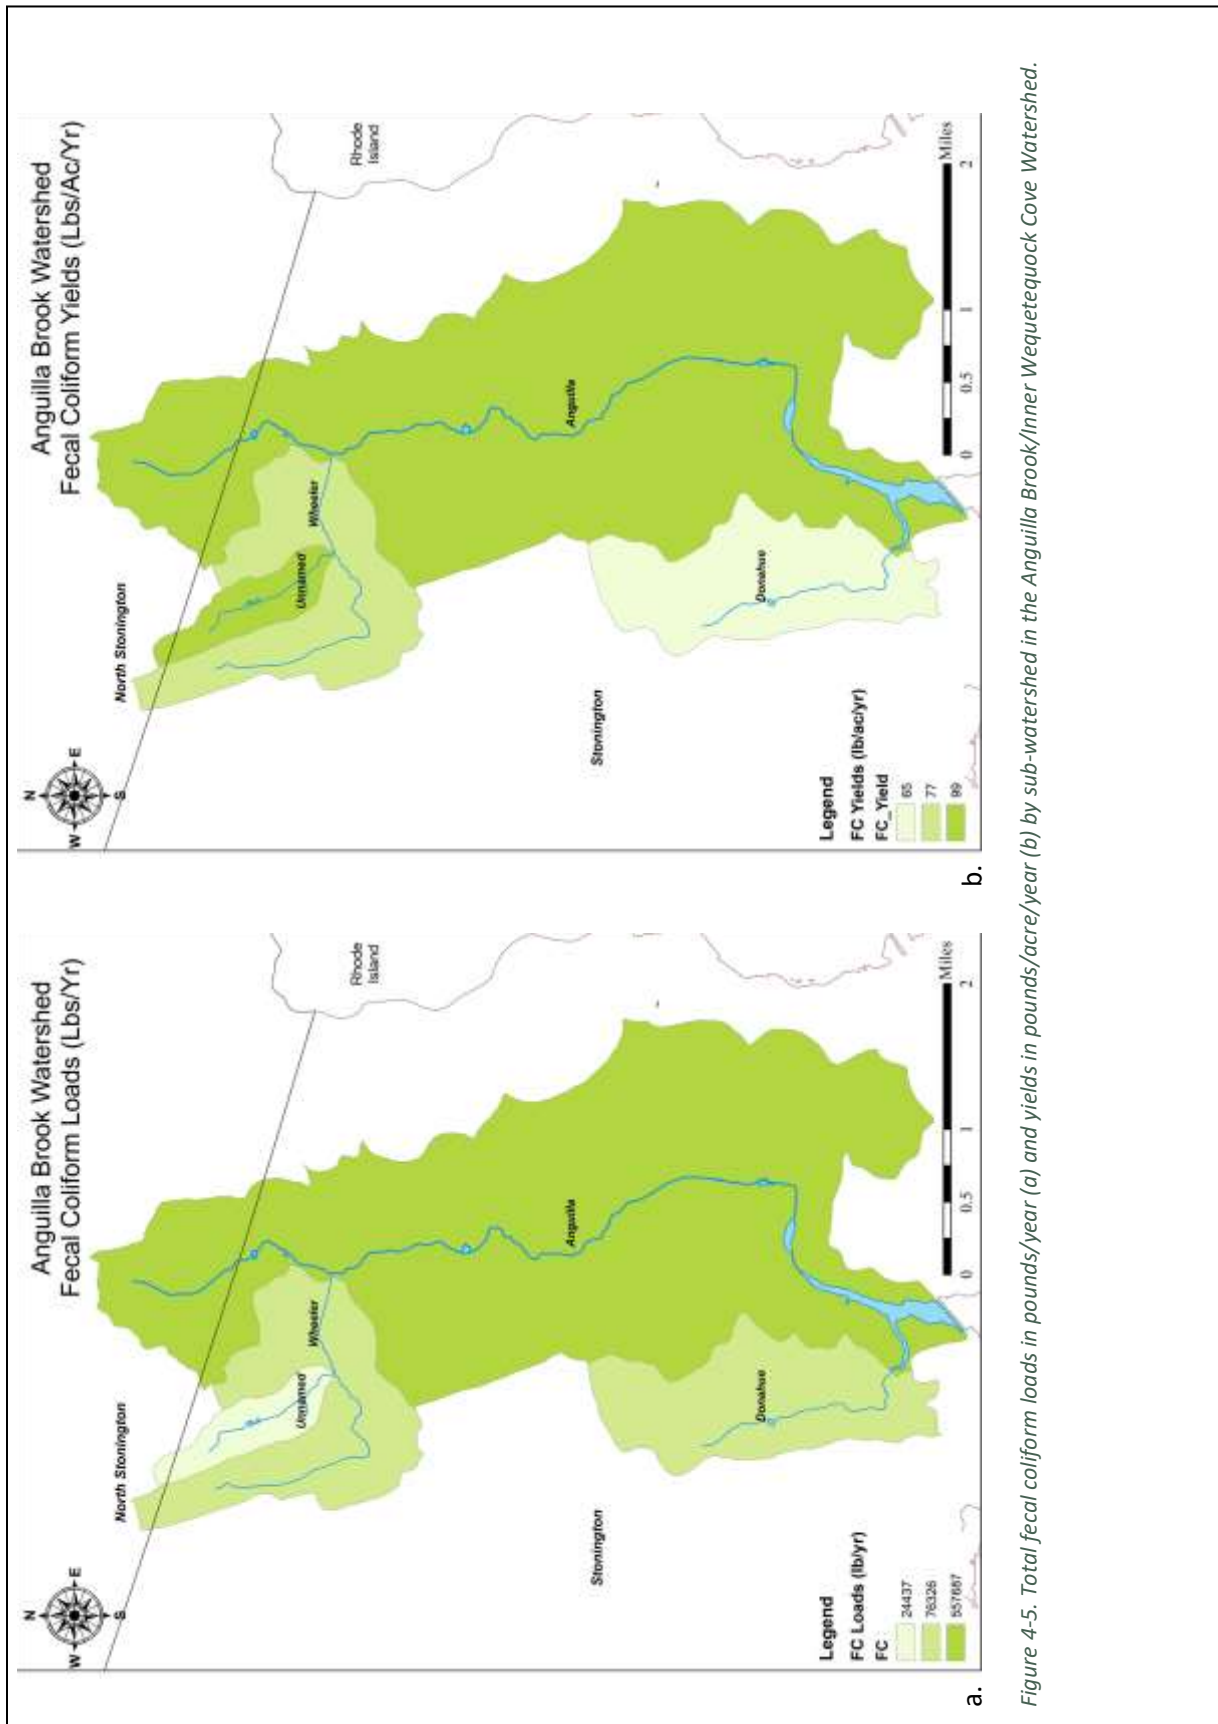 Anguilla Brook Watershed
Fecal Coliform Loads (Lbs/Yr)
N
W
E
S
North Stonington
Rhode
Island
Unnamed
Wheeler
Anguilla
Stonington
Donahue
Legend
FC Loads (lb/yr)
FC
24437
76326
557687
0
0.5
1
2
Miles
a.
Anguilla Brook Watershed
Fecal Coliform Yields (Lbs/Ac/Yr)
N
W
E
S
North Stonington
Rhode
Island
Unnamed
Wheeler
Anguilla
Stonington
Donahue
Legend
FC Yields (lb/ac/yr)
FC_Yield
65
77
99
0
0.5
1
2
Miles
b.
Figure 4-5. Total fecal coliform loads in pounds/year (a) and yields in pounds/acre/year (b) by sub-watershed in the Anguilla Brook/Inner Wequetequock Cove Watershed.